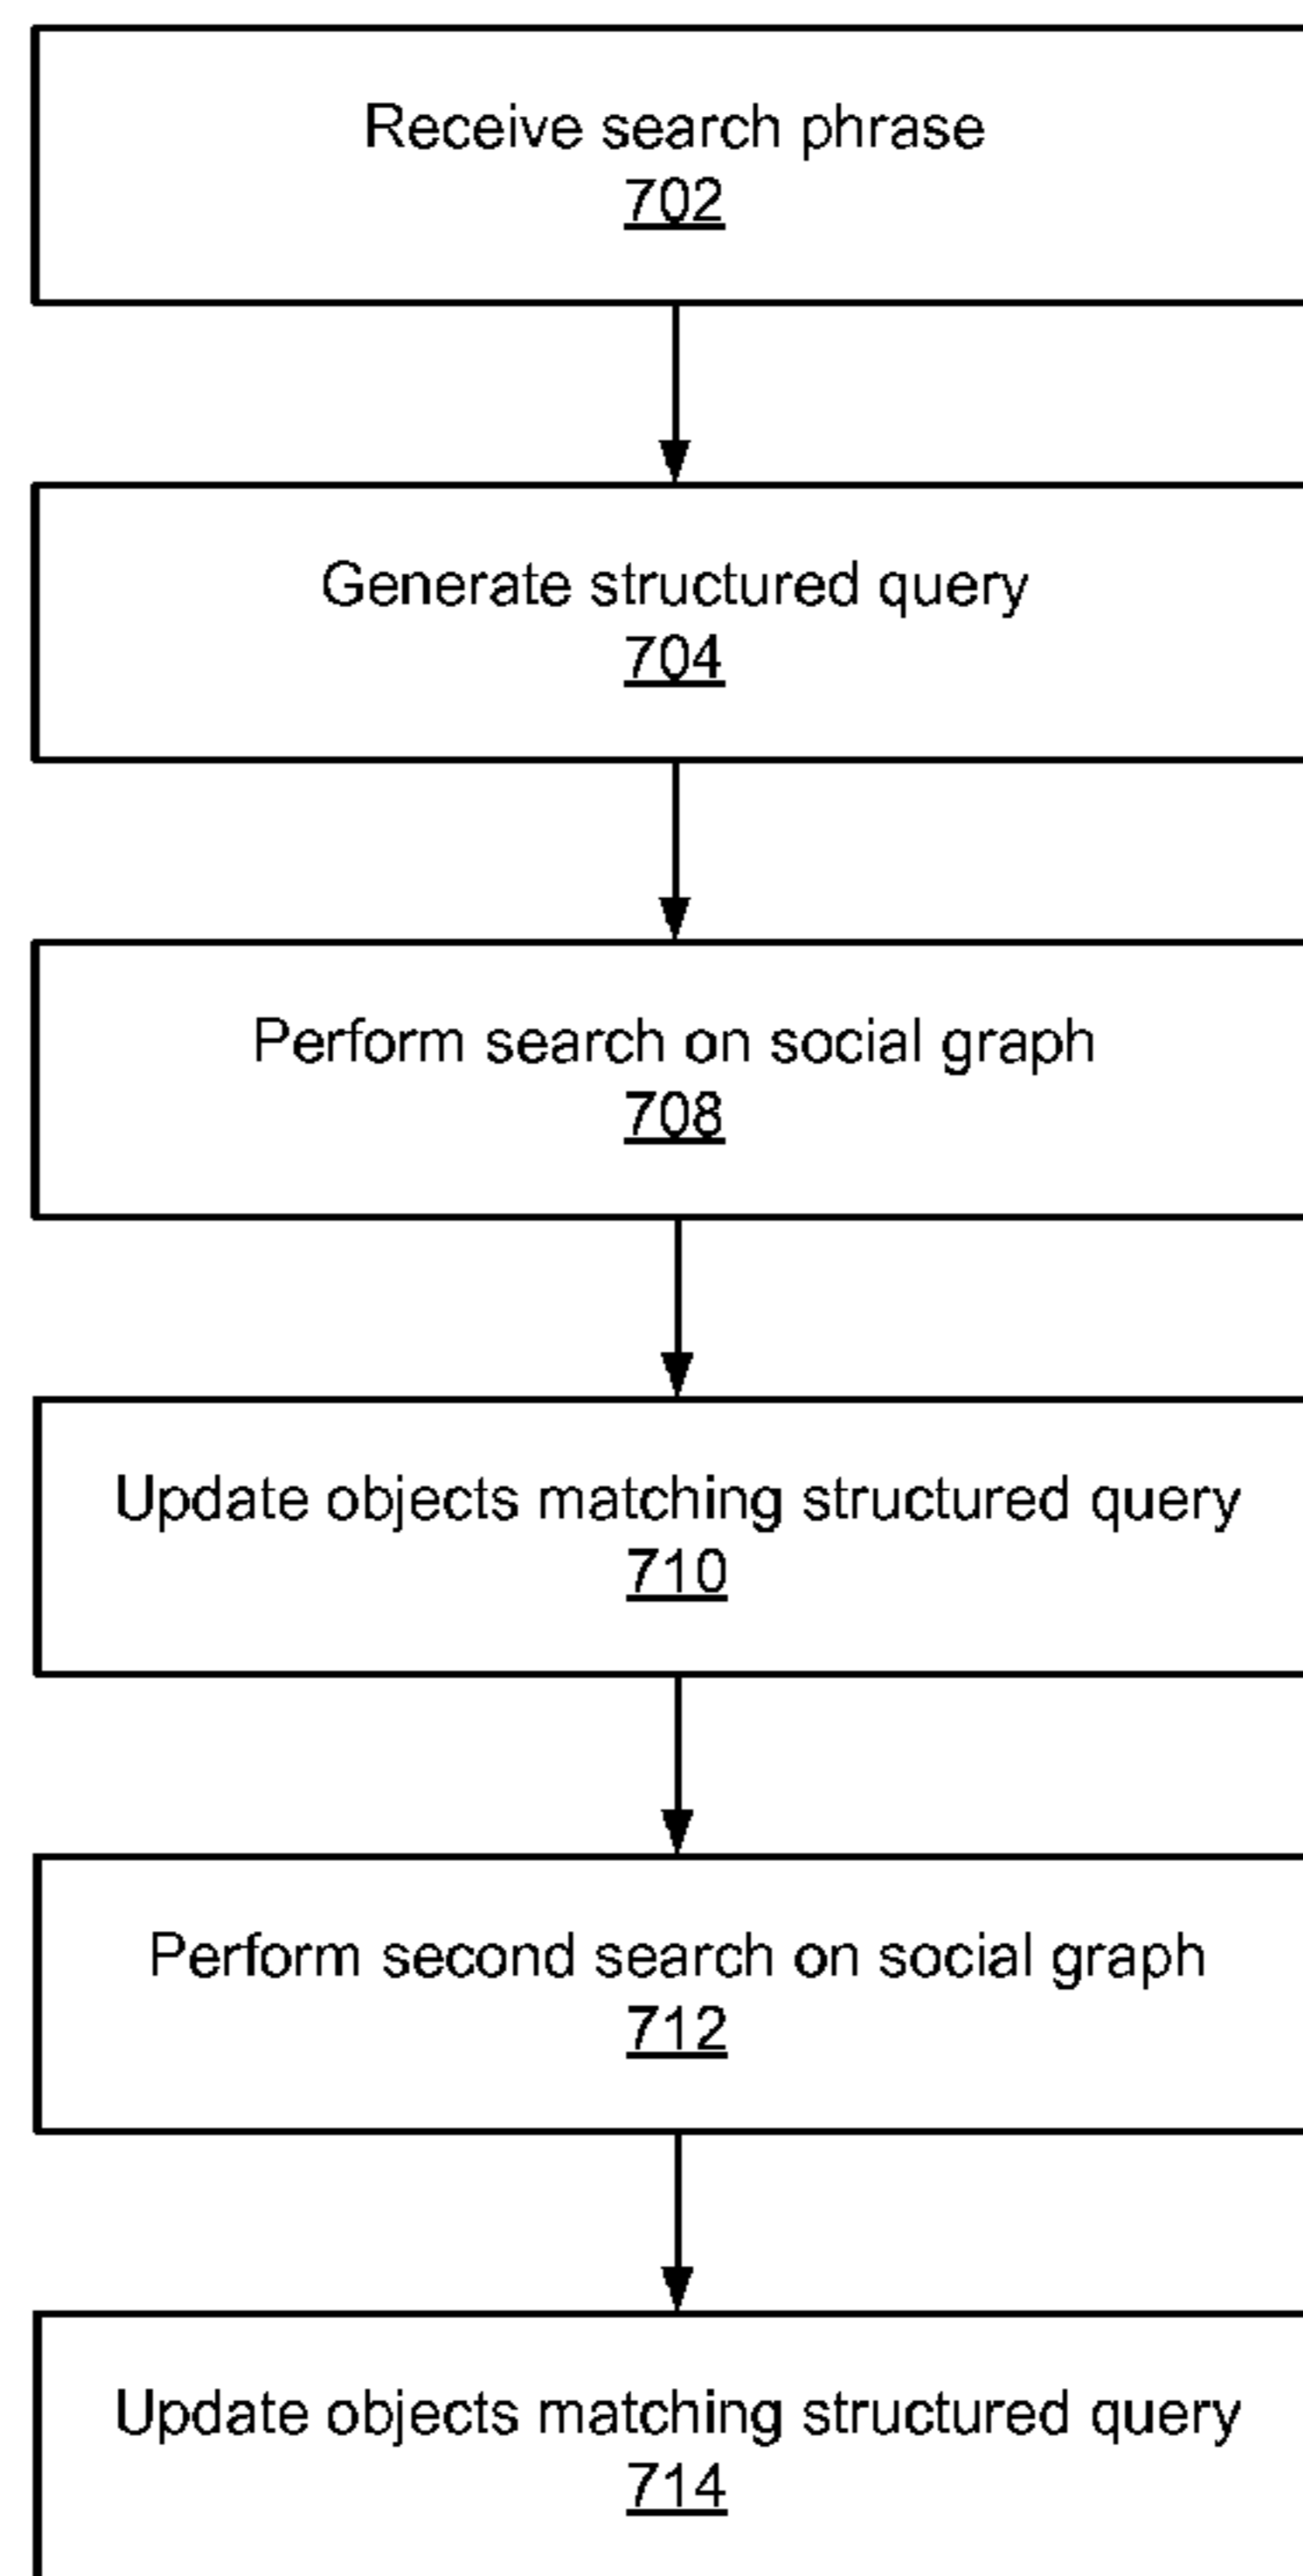 Receive search phrase
702
Generate structured query
704
Perform search on social graph
708
Update objects matching structured query
710
Perform second search on social graph
712
Update objects matching structured query
714